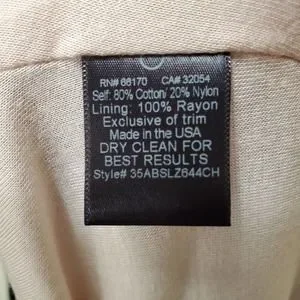 RN# 66170 CA# 32054
Self: 80% Cotton/ 20% Nylon
Lining: 100% Rayon
Exclusive of trim
Made in the USA
DRY CLEAN FOR
BEST RESULTS
Style# 35ABSLZ644CH